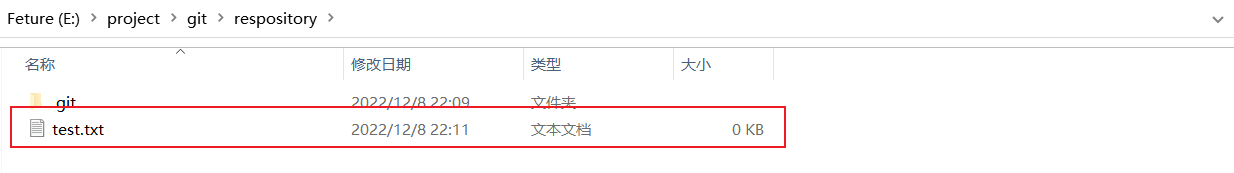 Feture (E:) > project > git > respository >
名称 修改日期 类型 大小
.git 2022/12/8 22:09 文件夹
test.txt 2022/12/8 22:11 文本文档 0 KB